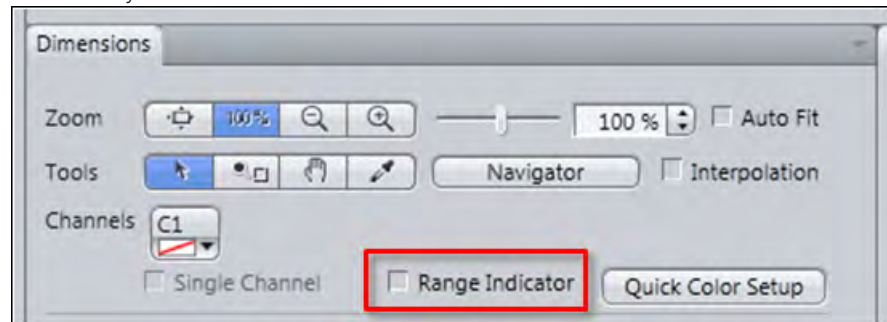 Dimensions
Zoom 100% 100 % Auto Fit
Tools Navigator Interpolation
Channels C1
Single Channel Range Indicator Quick Color Setup